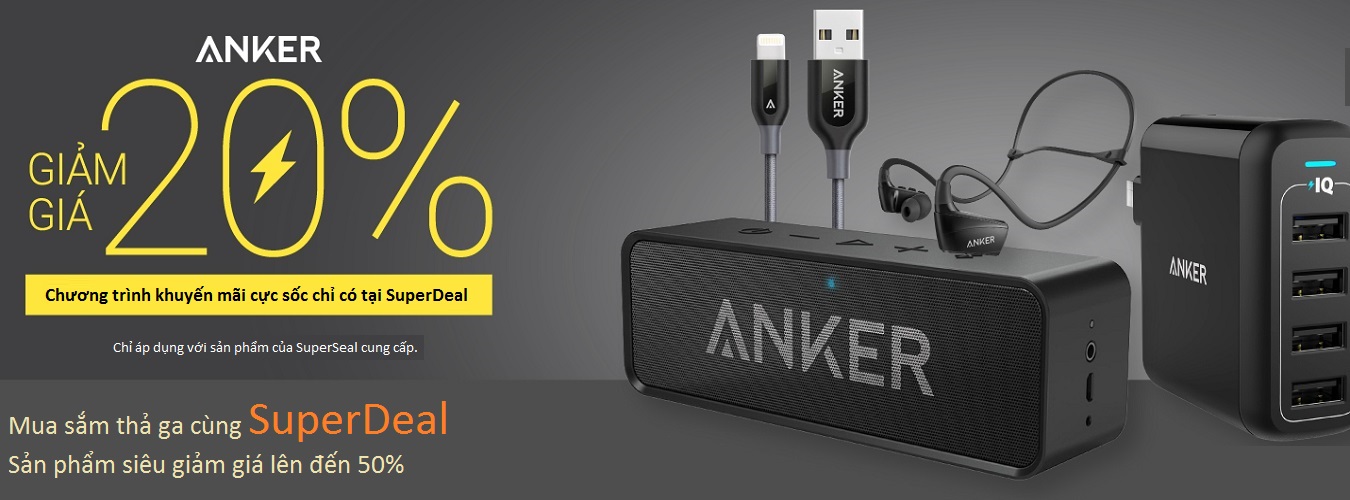 ANKER
GIẢM
GIÁ
20%
Chương trình khuyến mãi cực sốc chỉ có tại SuperDeal
Chỉ áp dụng với sản phẩm của SuperSeal cung cấp.
Mua sắm thả ga cùng SuperDeal
Sản phẩm siêu giảm giá lên đến 50%
ANKER
ANKER
ANKER
IQ
ANKER